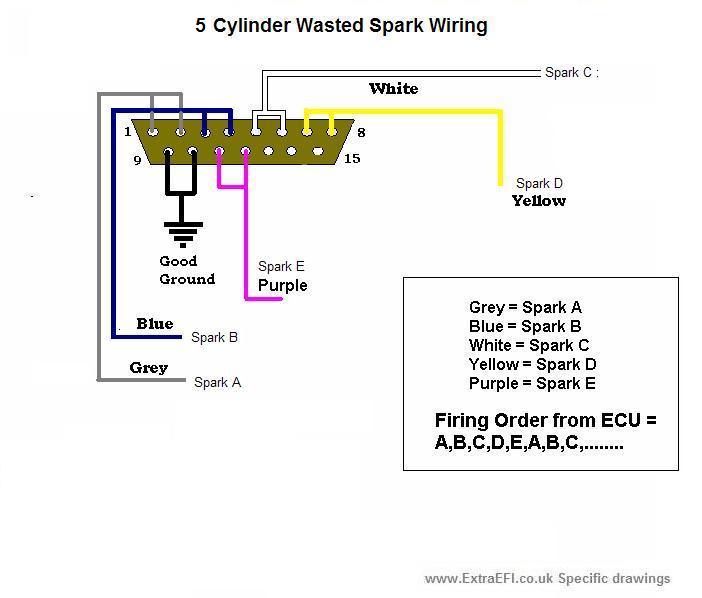 5 Cylinder Wasted Spark Wiring
Spark C :
White
1
8
9
15
Spark D
Yellow
Good
Ground
Spark E
Purple
Blue
Spark B
Grey
Spark A
Grey = Spark A
Blue = Spark B
White = Spark C
Yellow = Spark D
Purple = Spark E
Firing Order from ECU =
A,B,C,D,E,A,B,C,........
www.ExtraEFI.co.uk Specific drawings